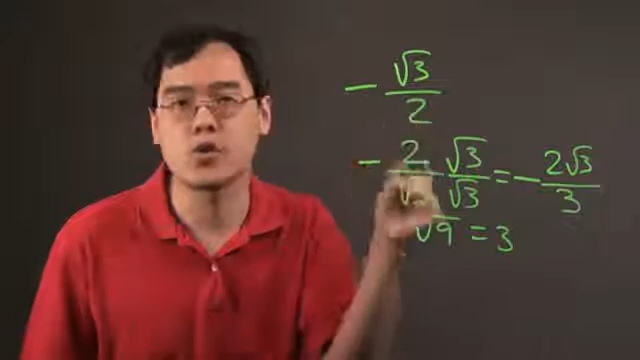 - √3/2
- 2/√3 √3/√3 = - 2√3/3
√9 = 3